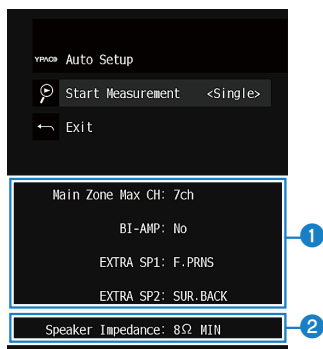 YPAO Auto Setup
Start Measurement <Single>
Exit
Main Zone Max CH: 7ch
BI-AMP: No
EXTRA SP1: F.PRNS
EXTRA SP2: SUR.BACK
1
Speaker Impedance: 8Ω MIN
2